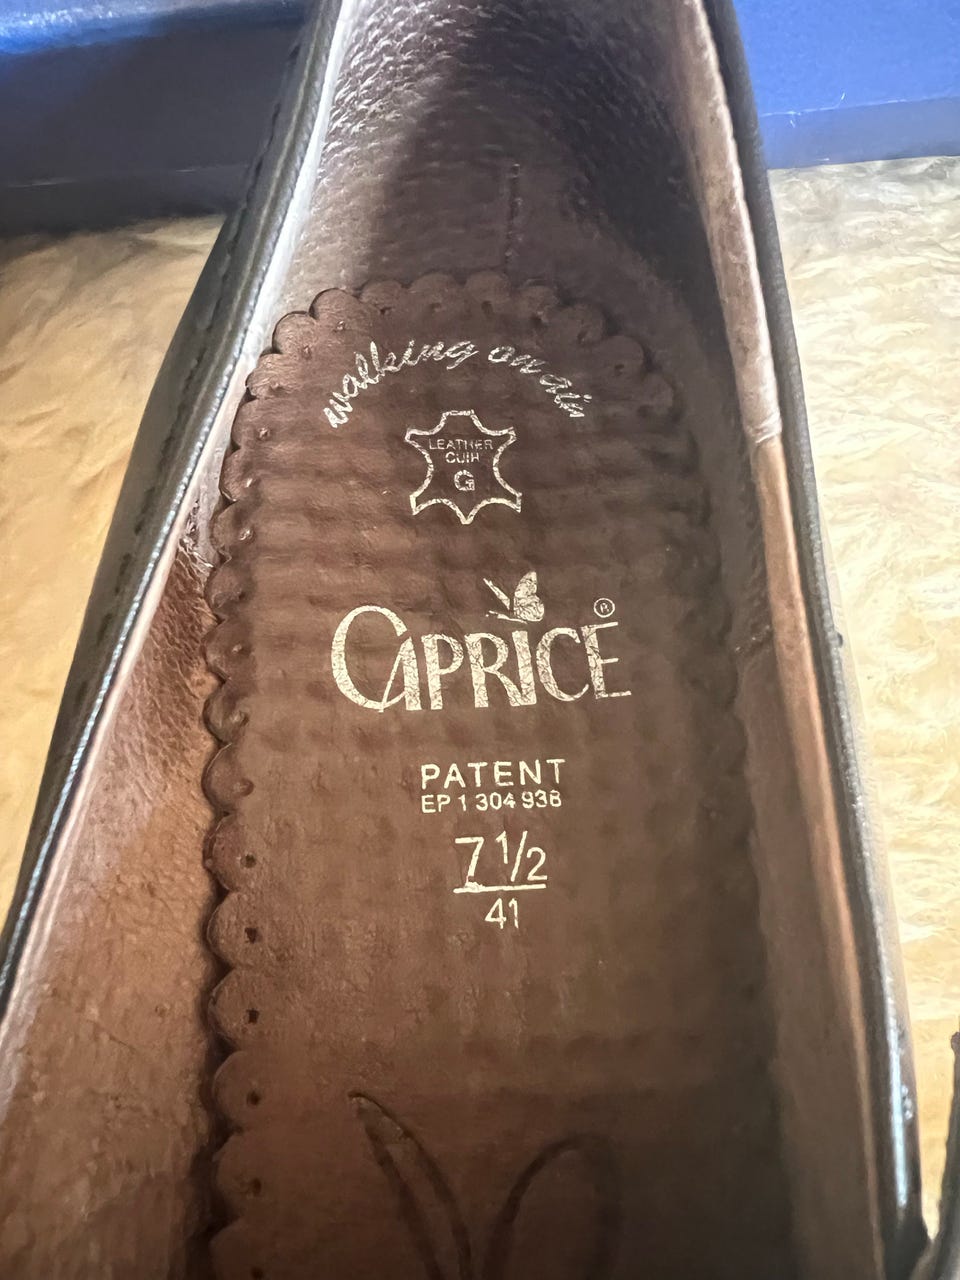 walking on air
LEATHER
CUIR
G
CAPRICE ®
PATENT
EP 1 304 938
7 1/2
41